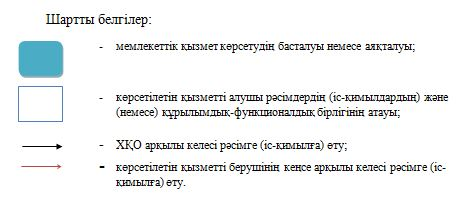 Шартты белгілер:
- мемлекеттік қызмет көрсетудің басталуы немесе аяқталуы;
- көрсетілетін қызметті алушы рәсімдердің (іс-қимылдардың) және
(немесе) құрылымдық-функционалдық бірлігінің атауы;
- ХҚО арқылы келесі рәсімге (іс-қимылға) өту;
- көрсетілетін қызметті берушінің кеңсе арқылы келесі рәсімге (іс-
қимылға) өту.